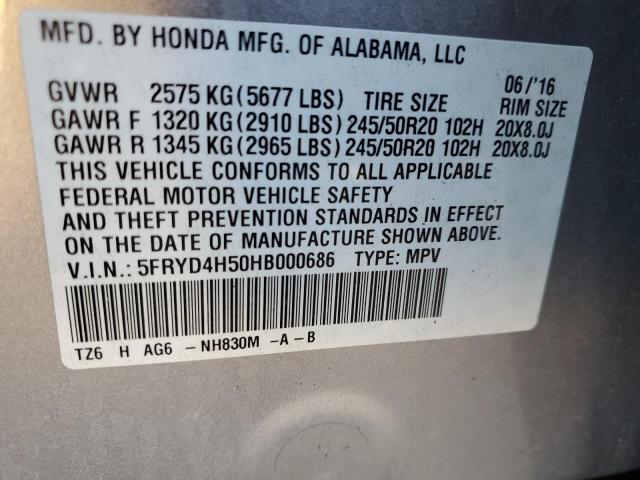 MFD. BY HONDA MFG. OF ALABAMA, LLC
06/'16
GVWR 2575 KG(5677 LBS) TIRE SIZE RIM SIZE
GAWR F 1320 KG(2910 LBS) 245/50R20 102H 20X8.0J
GAWR R 1345 KG(2965 LBS) 245/50R20 102H 20X8.0J
THIS VEHICLE CONFORMS TO ALL APPLICABLE
FEDERAL MOTOR VEHICLE SAFETY
AND THEFT PREVENTION STANDARDS IN EFFECT
ON THE DATE OF MANUFACTURE SHOWN ABOVE.
V.I.N.: 5FRYD4H50HB000686 TYPE: MPV
TZ6 H AG6 -NH830M -A-B